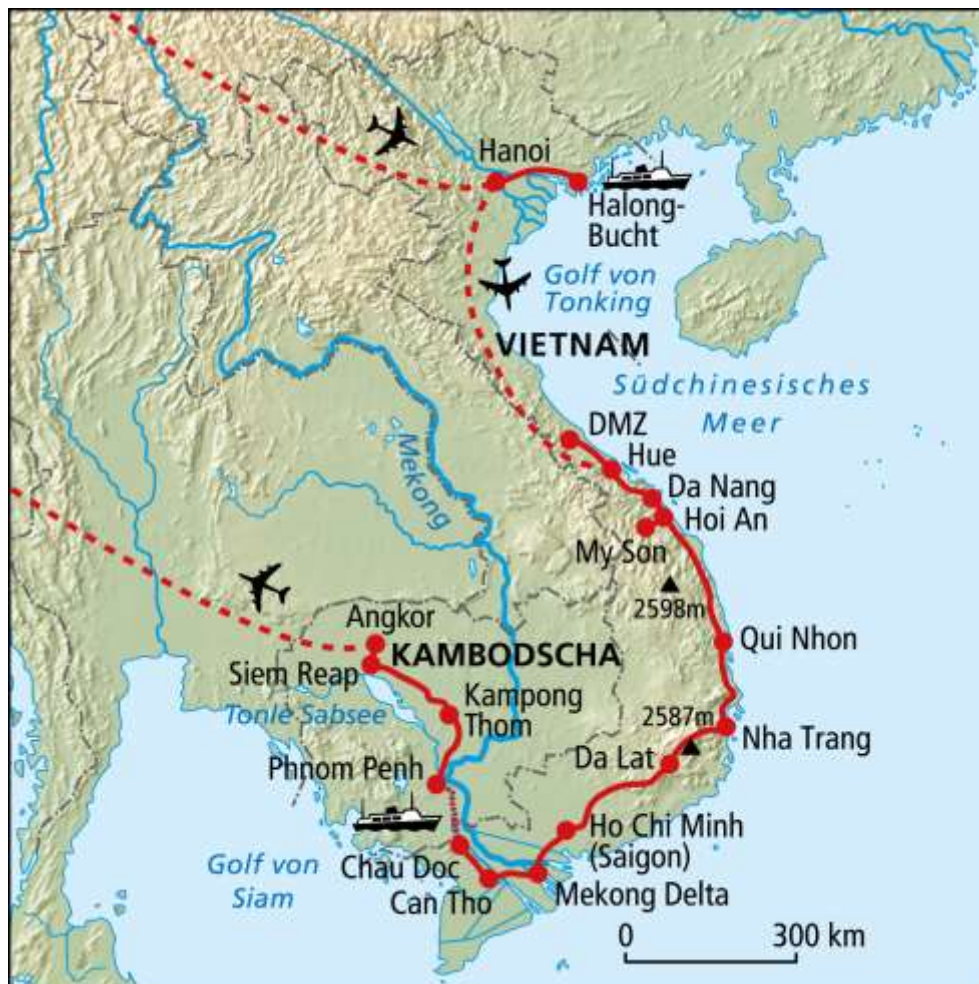 Hanoi
Halong-
Bucht
Golf von
Tonking
VIETNAM
Südchinesisches
Meer
DMZ
Hue
Mekong
Da Nang
Hoi An
My Son
2598m
Angkor
KAMBODSCHA
Qui Nhon
Siem Reap
Kampong
Thom
Tonle Sabsee
2587m
Nha Trang
Da Lat
Phnom Penh
Ho Chi Minh
(Saigon)
Golf von
Siam
Chau Doc
Can Tho
Mekong Delta
0 300 km